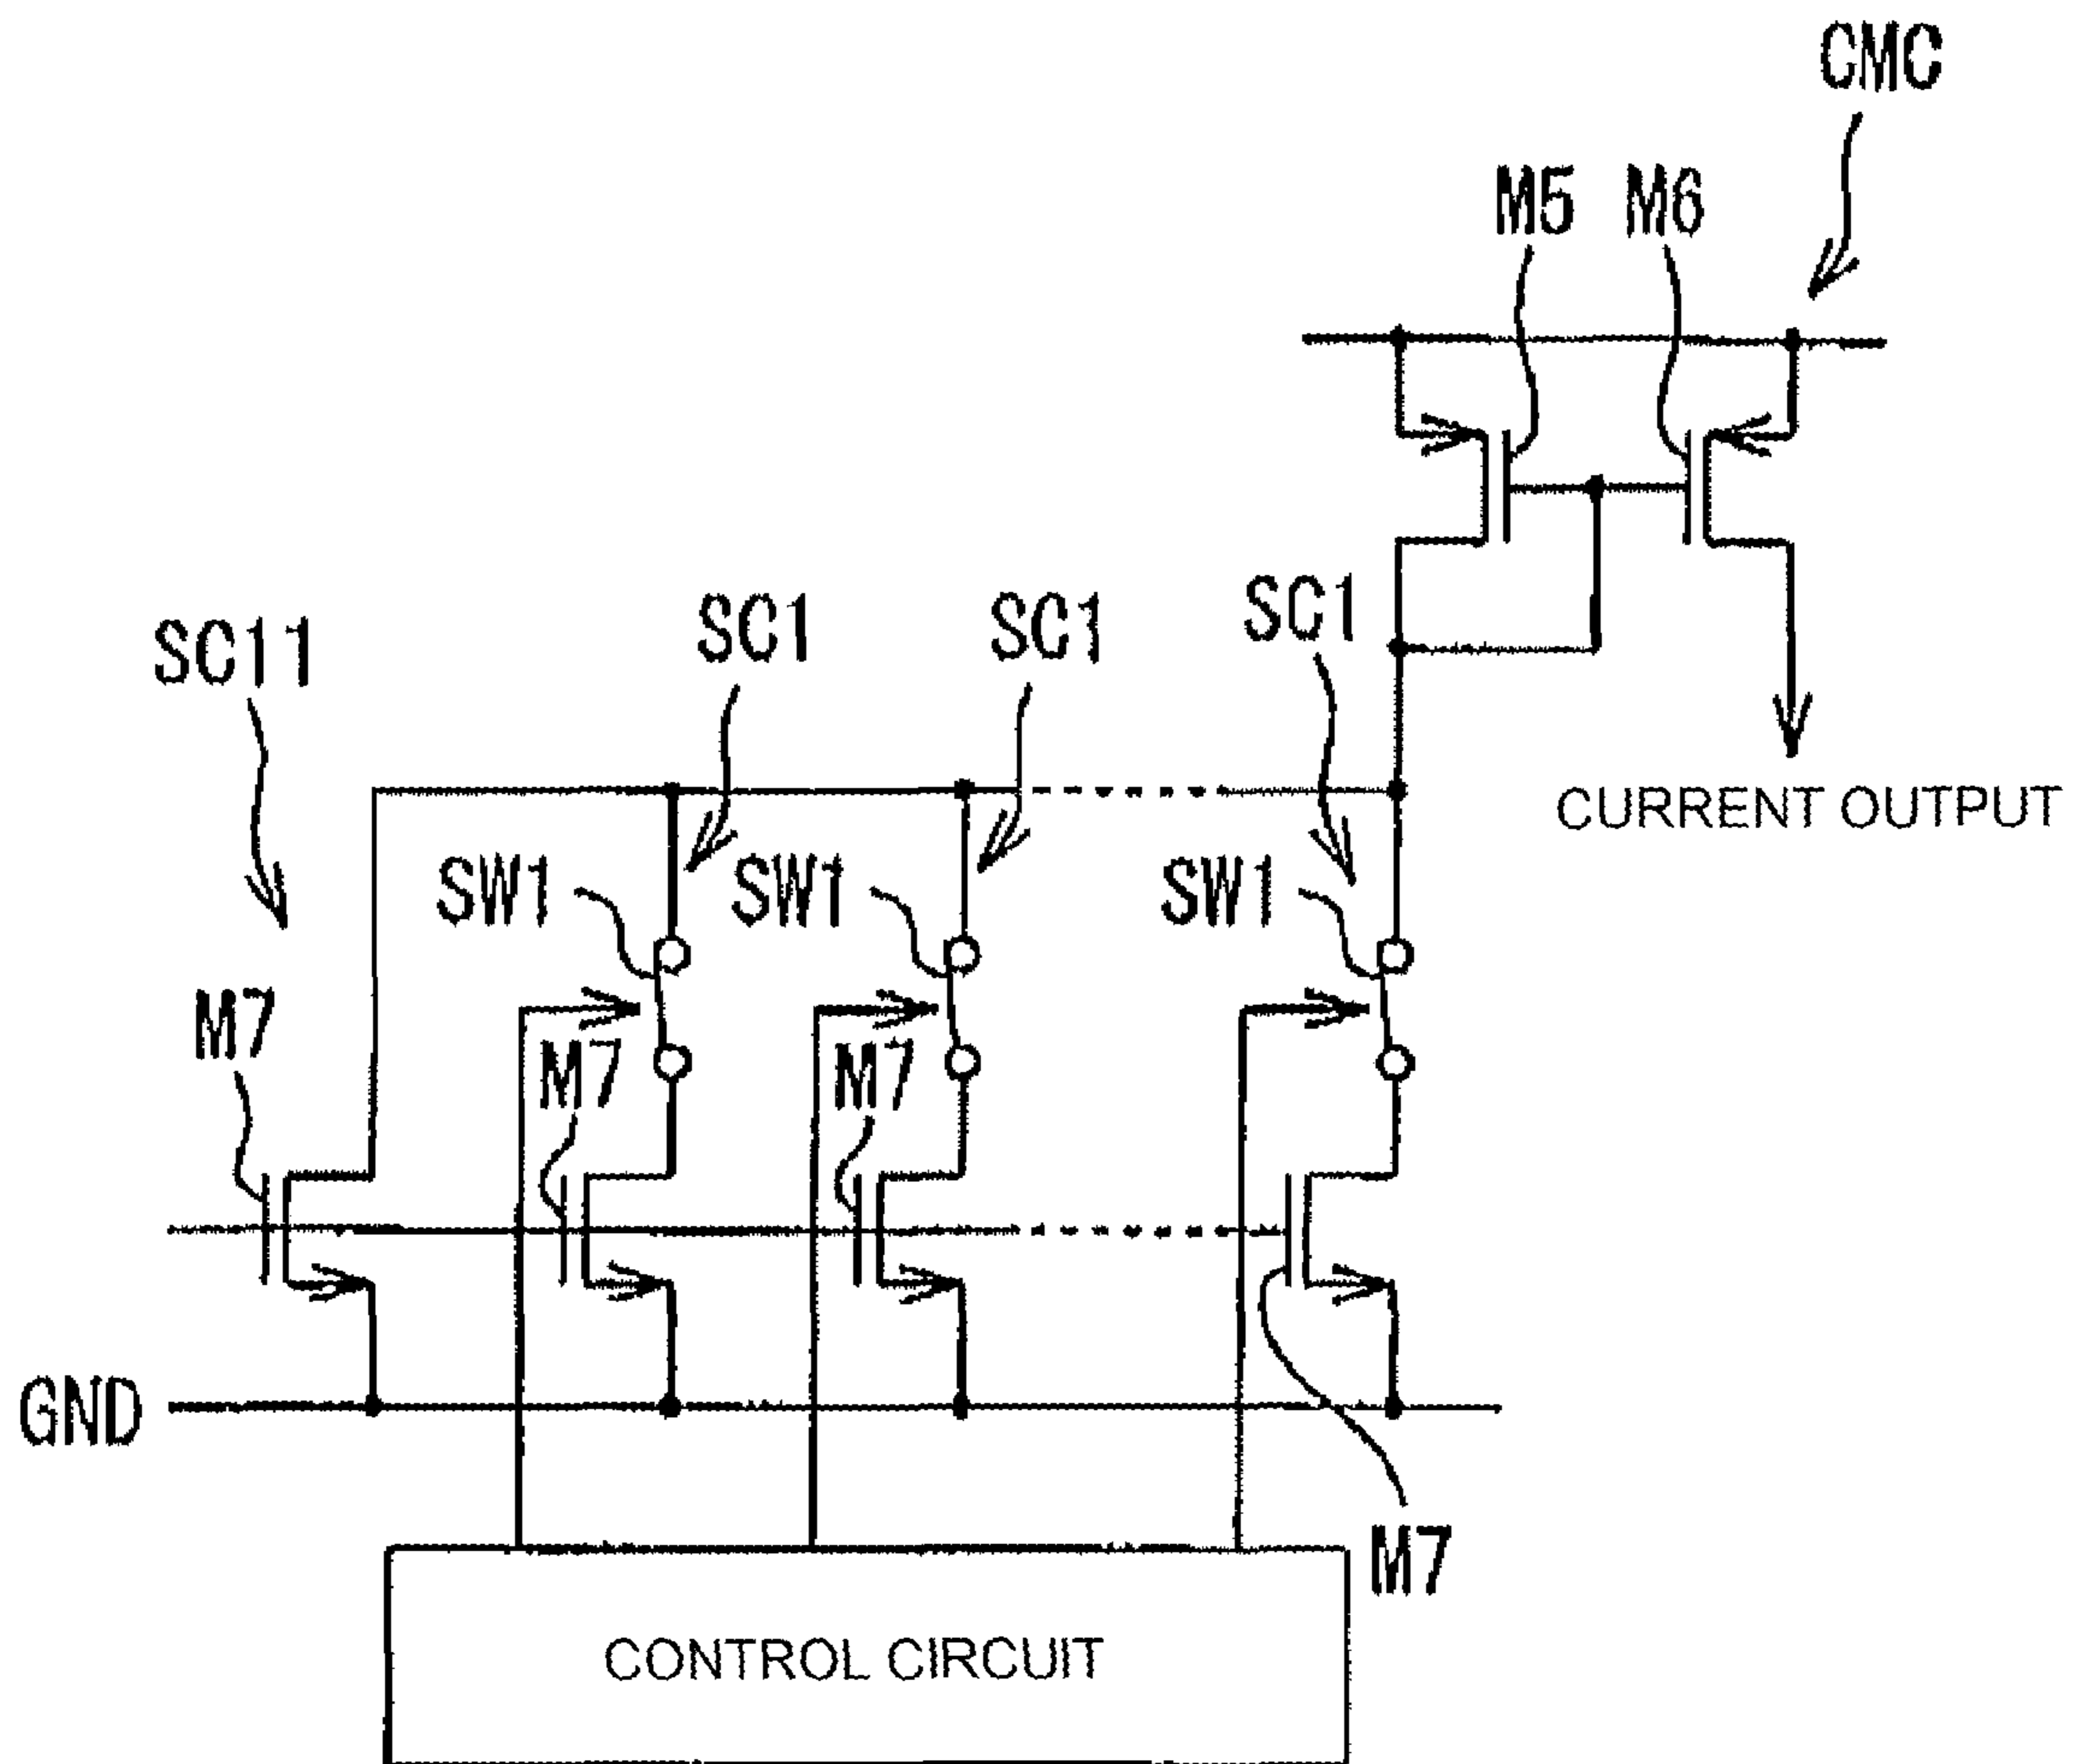 CMC
M5 M6
SC11
SC1
SC1
SC1
CURRENT OUTPUT
SW1
SW1
SW1
M7
M7
M7
GND
M7
CONTROL CIRCUIT